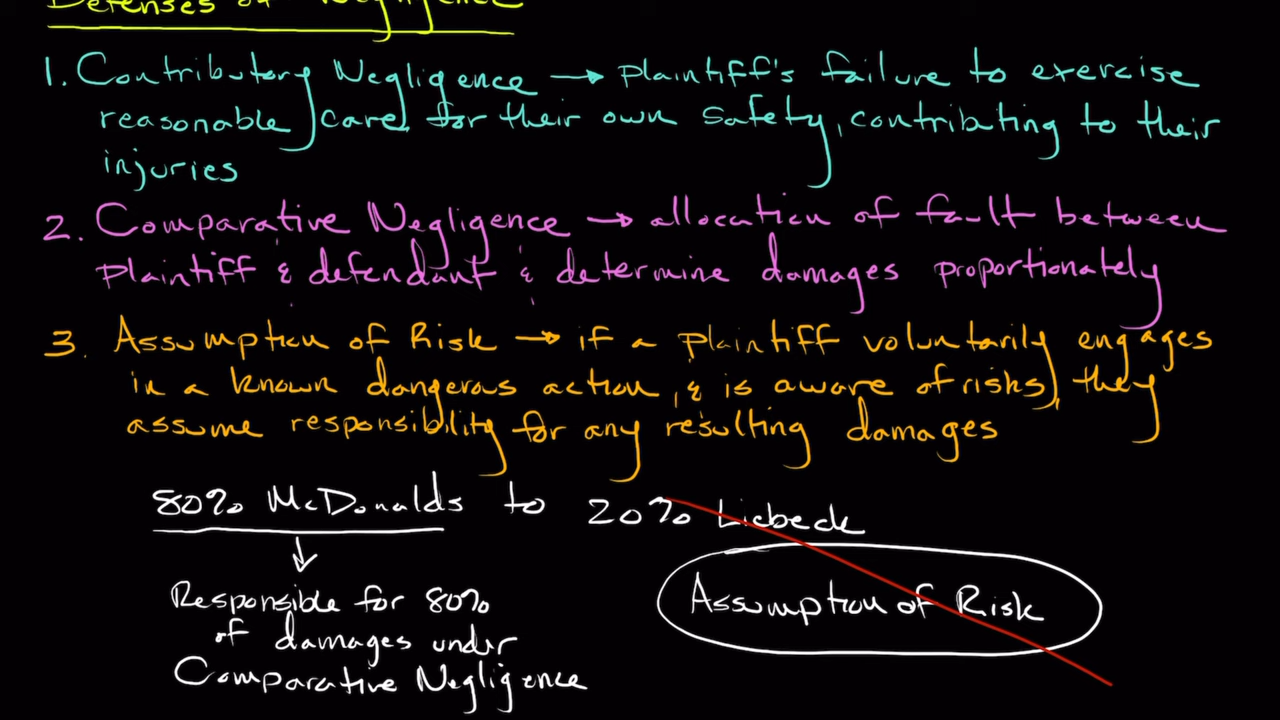 Defenses of Negligence
1. Contributory Negligence → plaintiff's failure to exercise
reasonable care for their own safety, contributing to their
injuries
2. Comparative Negligence → allocation of fault between
plaintiff & defendant & determine damages proportionately
3. Assumption of Risk → if a plaintiff voluntarily engages
in a known dangerous action, & is aware of risks, they
assume responsibility for any resulting damages
80% McDonalds to 20% Liebeck
↓
Responsible for 80%
of damages under
Comparative Negligence
Assumption of Risk